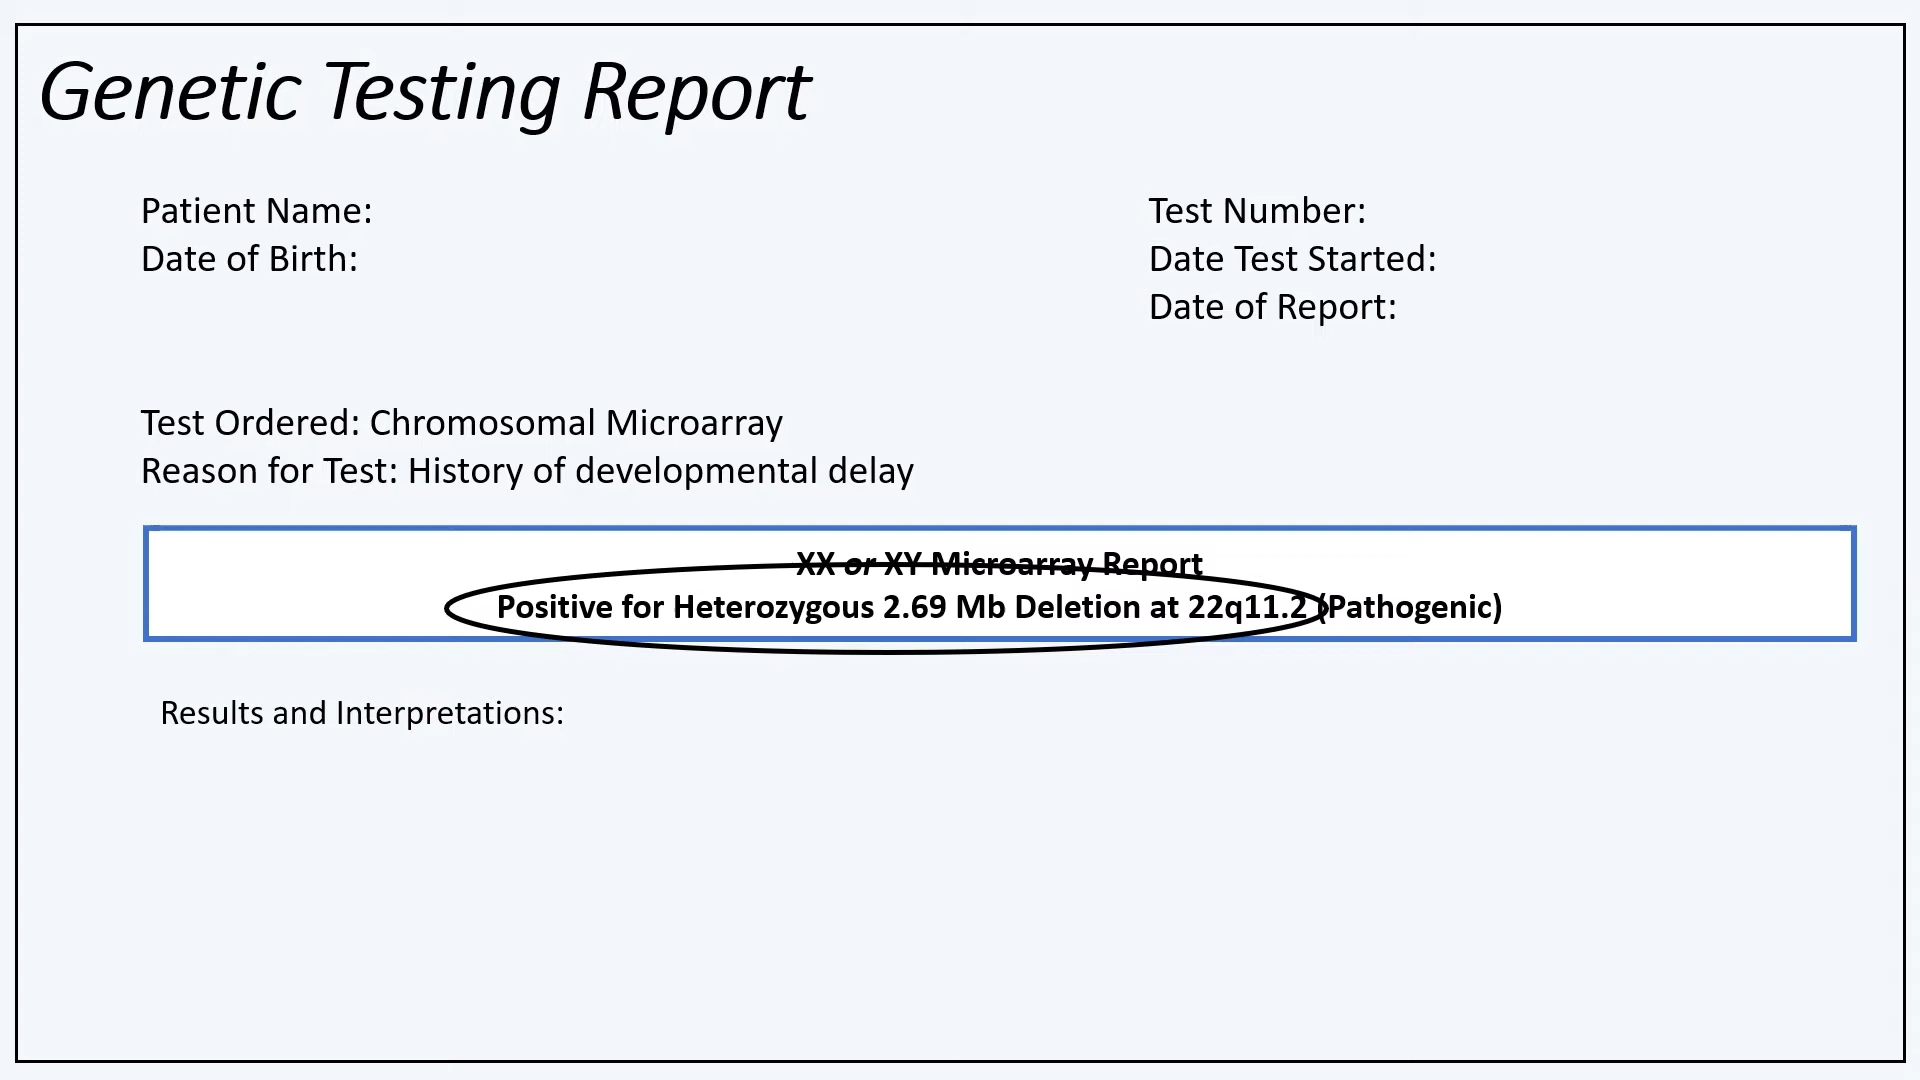 Genetic Testing Report
Patient Name:
Date of Birth:
Test Number:
Date Test Started:
Date of Report:
Test Ordered: Chromosomal Microarray
Reason for Test: History of developmental delay
XX or XY Microarray Report
Positive for Heterozygous 2.69 Mb Deletion at 22q11.2 (Pathogenic)
Results and Interpretations: